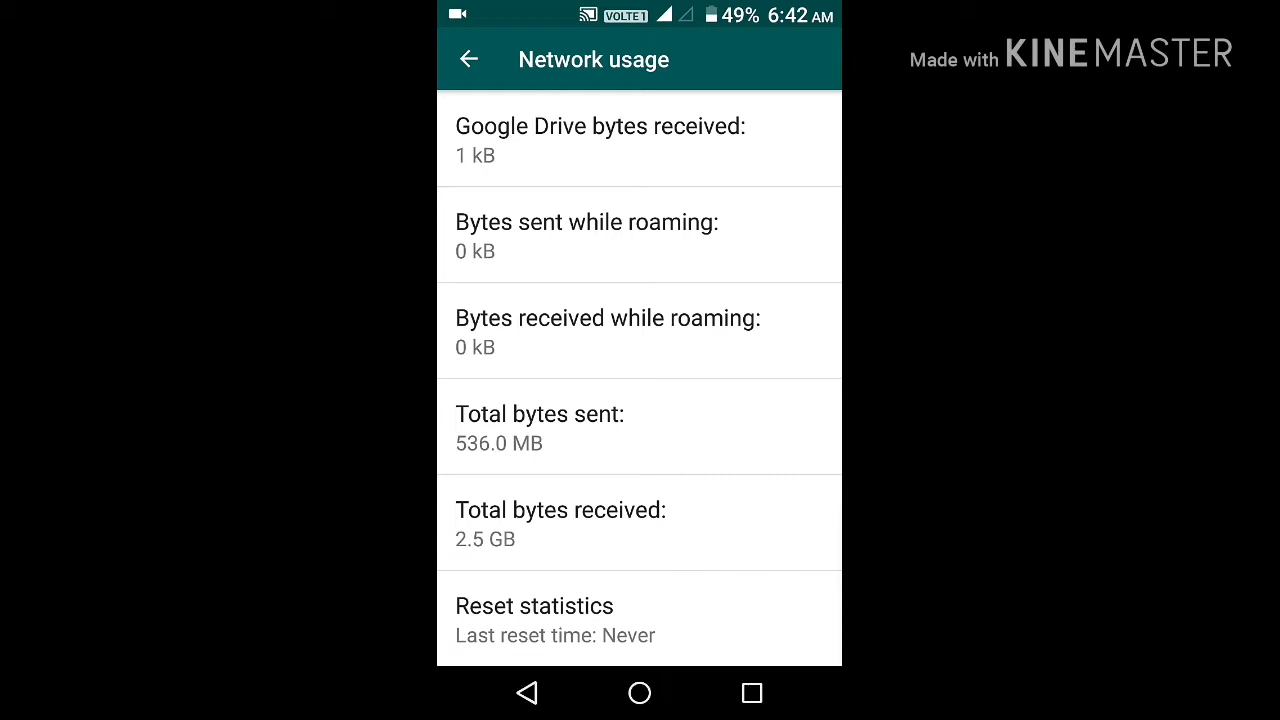 VOLTE 1 49% 6:42 AM
Made with KINEMASTER
Network usage
Google Drive bytes received:
1 kB
Bytes sent while roaming:
0 kB
Bytes received while roaming:
0 kB
Total bytes sent:
536.0 MB
Total bytes received:
2.5 GB
Reset statistics
Last reset time: Never